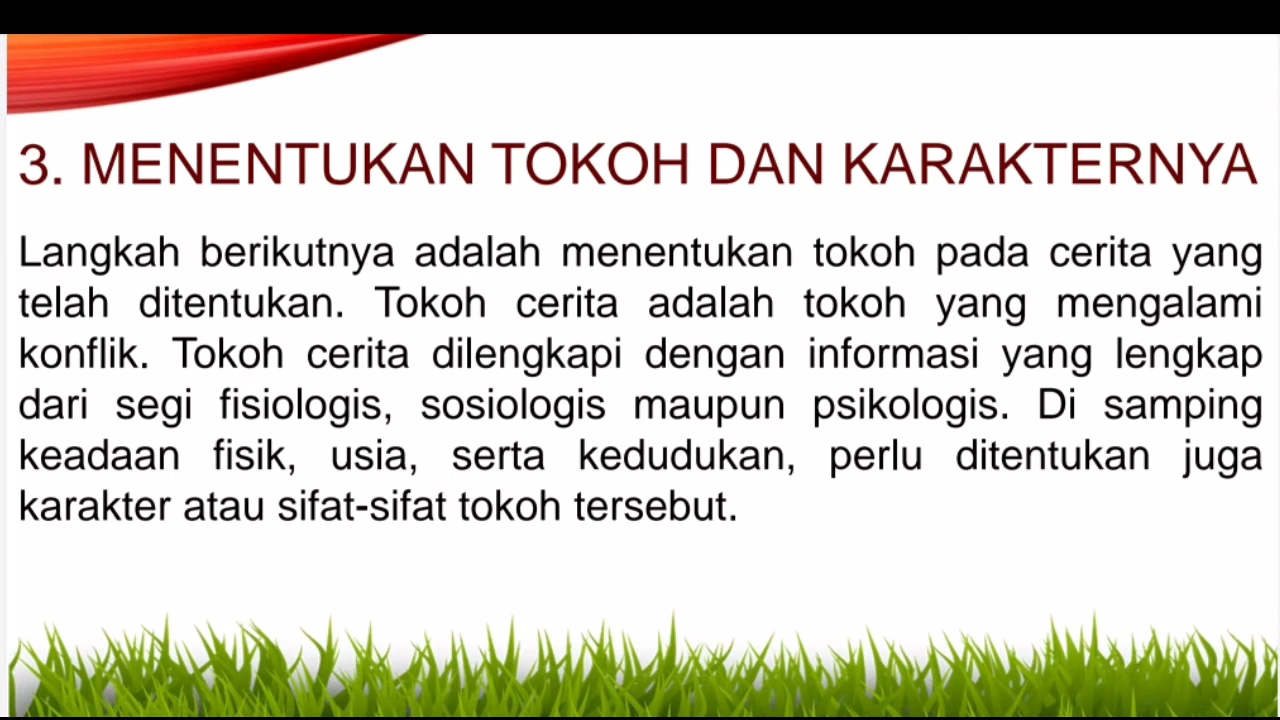 3. MENENTUKAN TOKOH DAN KARAKTERNYA
Langkah berikutnya adalah menentukan tokoh pada cerita yang
telah ditentukan. Tokoh cerita adalah tokoh yang mengalami
konflik. Tokoh cerita dilengkapi dengan informasi yang lengkap
dari segi fisiologis, sosiologis maupun psikologis. Di samping
keadaan fisik, usia, serta kedudukan, perlu ditentukan juga
karakter atau sifat-sifat tokoh tersebut.